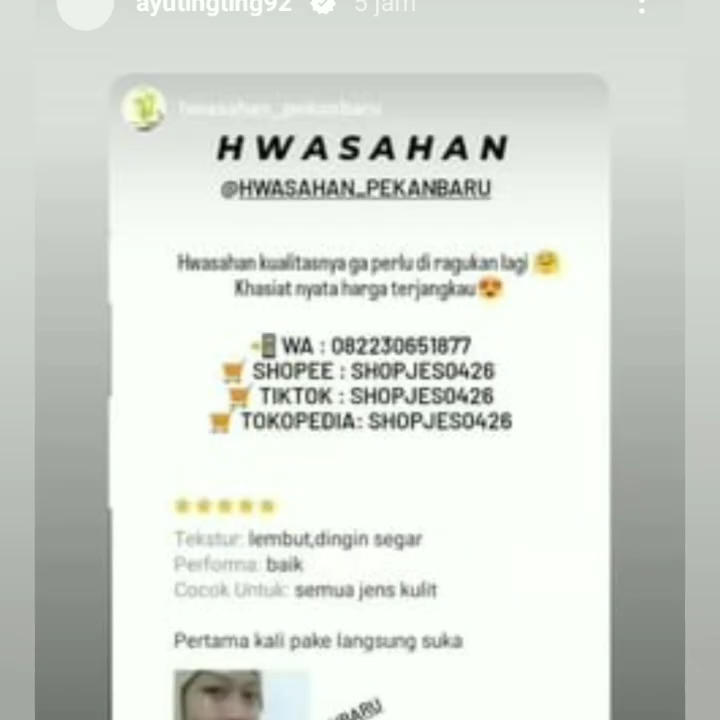 ayutingting92 5 jam
hwasahan_pekanbaru
HWASAHAN
@HWASAHAN_PEKANBARU
Hwasahan kualitasnya ga perlu di ragukan lagi 🤗
Khasiat nyata harga terjangkau😍
📲 WA : 082230651877
🛒 SHOPEE : SHOPJES0426
🛒 TIKTOK : SHOPJES0426
🛒 TOKOPEDIA: SHOPJES0426
Tekstur: lembut,dingin segar
Performa: baik
Cocok Untuk: semua jens kulit
Pertama kali pake langsung suka